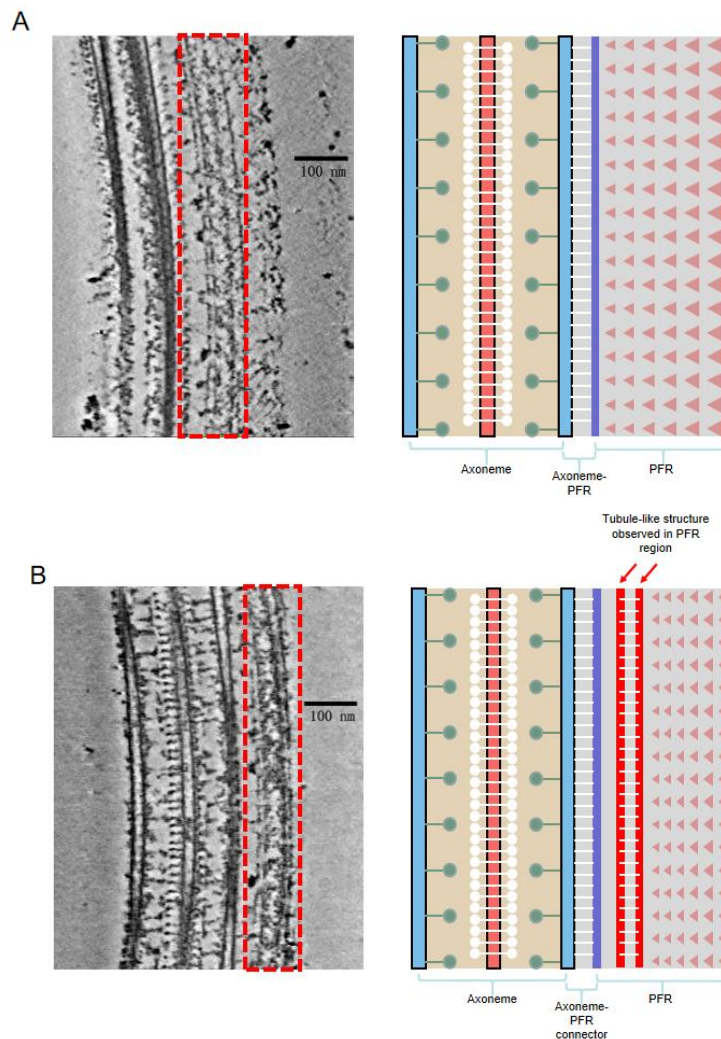 A
100 nm
Axoneme
Axoneme-
PFR
PFR
Tubule-like structure
observed in PFR
region
B
100 nm
Axoneme
Axoneme-
PFR
connector
PFR